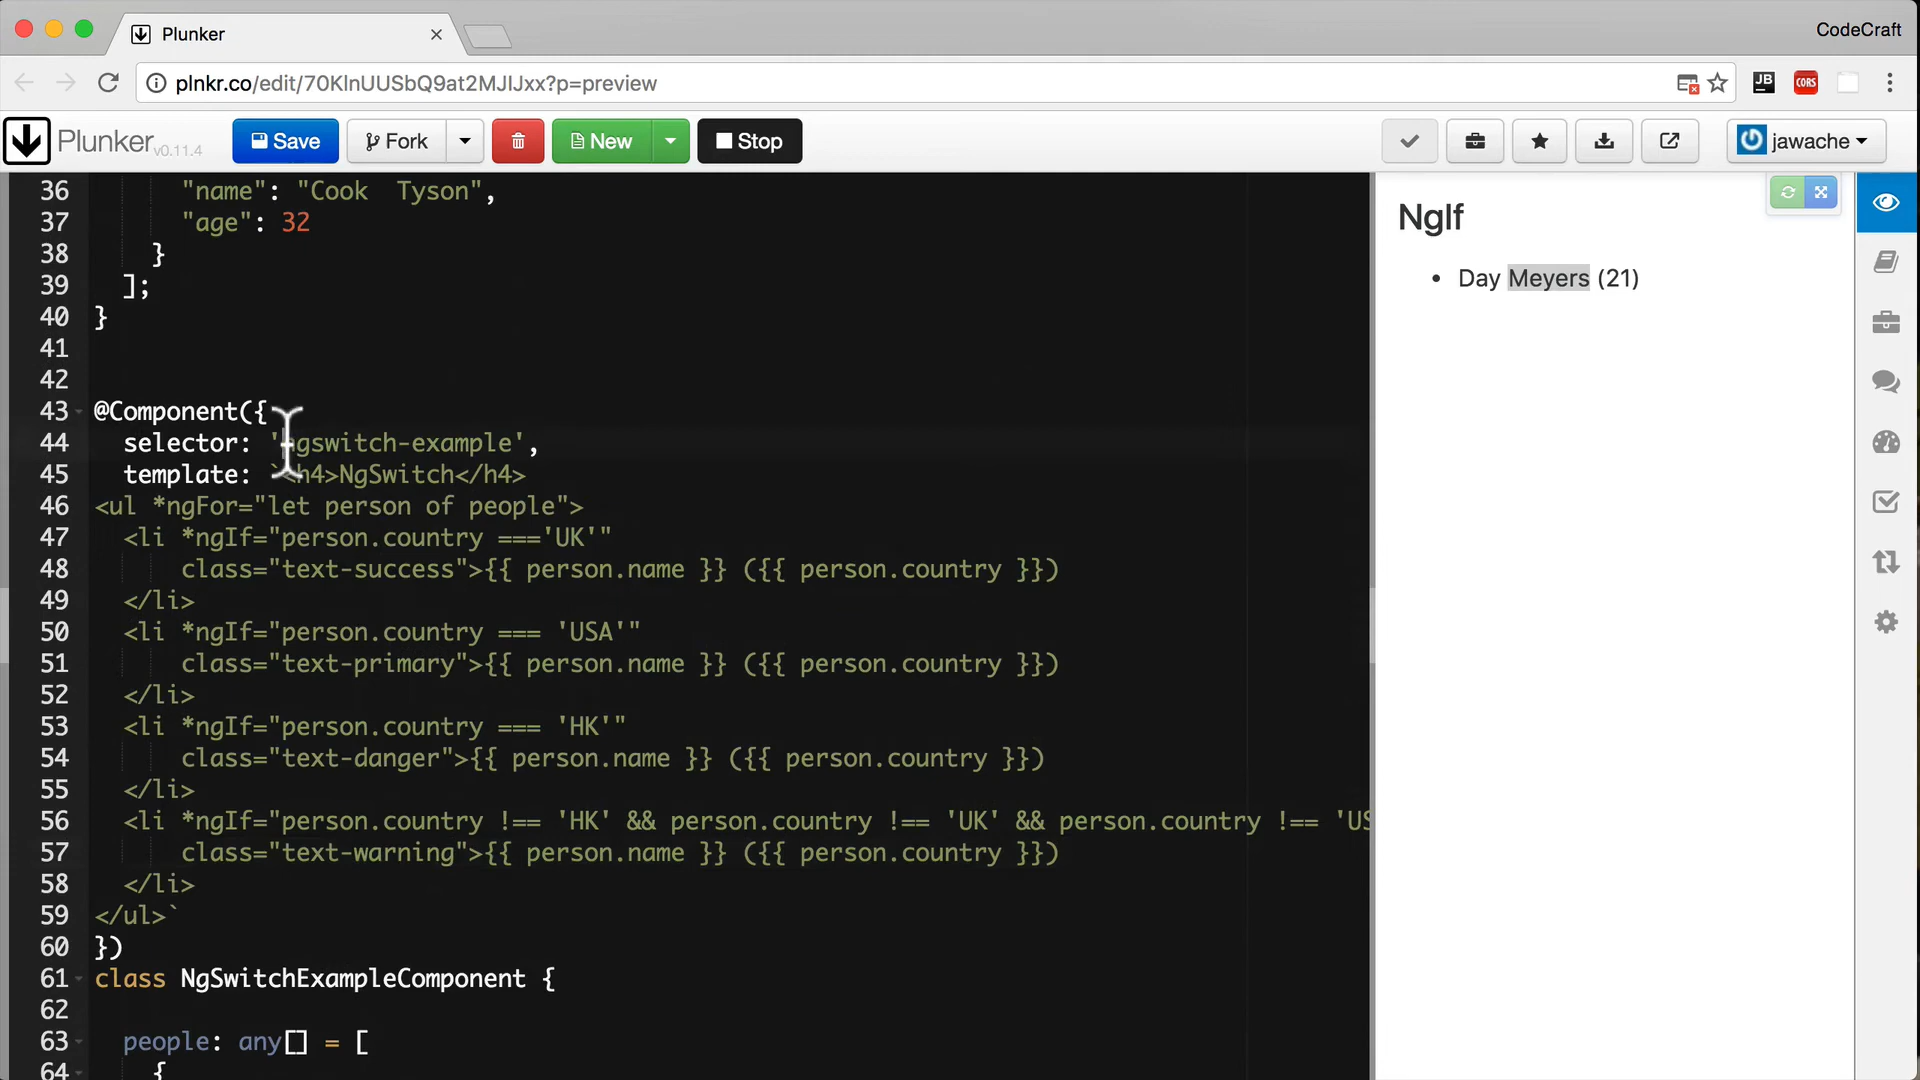 Plunker
CodeCraft
plnkr.co/edit/70KlnUUSbQ9at2MJIJxx?p=preview
JB
CORS
Plunker v0.11.4
Save
Fork
New
Stop
jawache
36 "name": "Cook  Tyson",
37 "age": 32
38 }
39 ];
40 }
41
42
43 @Component({
44 selector: 'ngswitch-example',
45 template: `<h4>NgSwitch</h4>
46 <ul *ngFor="let person of people">
47 <li *ngIf="person.country ==='UK'"
48 class="text-success">{{ person.name }} ({{ person.country }})
49 </li>
50 <li *ngIf="person.country === 'USA'"
51 class="text-primary">{{ person.name }} ({{ person.country }})
52 </li>
53 <li *ngIf="person.country === 'HK'"
54 class="text-danger">{{ person.name }} ({{ person.country }})
55 </li>
56 <li *ngIf="person.country !== 'HK' && person.country !== 'UK' && person.country !== 'US
57 class="text-warning">{{ person.name }} ({{ person.country }})
58 </li>
59 </ul>`
60 })
61 class NgSwitchExampleComponent {
62
63 people: any[] = [
64 {
NgIf
• Day Meyers (21)